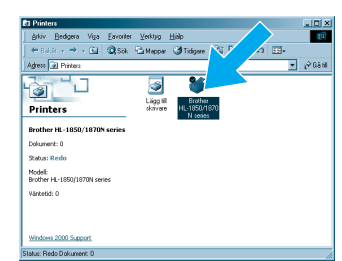 Printers
Arkiv Redigera Visa Favoriter Verktyg Hjälp
Bakåt Sök Mappar Tidigare
Adress Printers Gå till
Printers
Brother HL-1850/1870N series
Dokument: 0
Status: Redo
Modell:
Brother HL-1850/1870N series
Väntetid: 0
Windows 2000 Support
Lägg till
skrivare
Brother
HL-1850/1870
N series
Status: Redo Dokument: 0